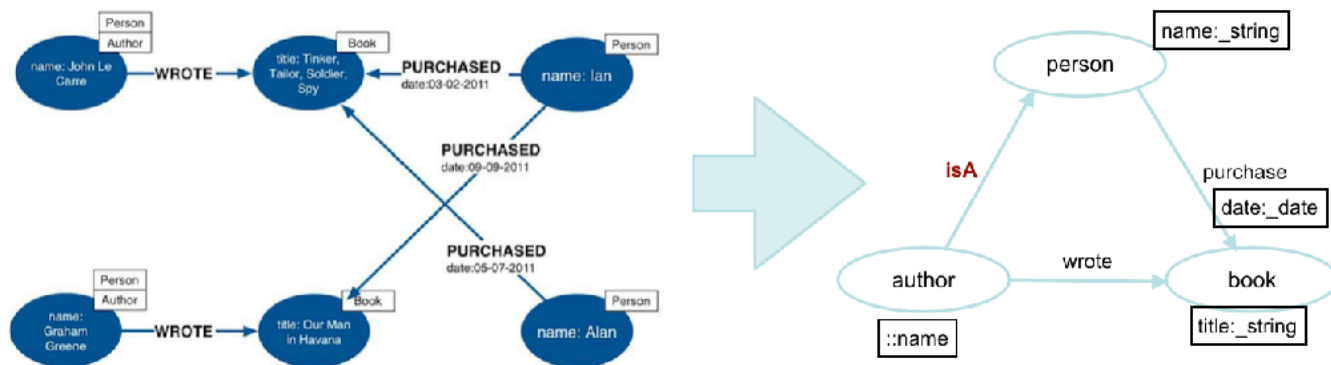 Person
Author
name: John Le
Carre
WROTE
Book
title: Tinker,
Tailor, Soldier,
Spy
PURCHASED
date:03-02-2011
Person
name: Ian
PURCHASED
date:09-09-2011
PURCHASED
date:05-07-2011
Person
Author
name:
Graham
Greene
WROTE
Book
title: Our Man
in Havana
Person
name: Alan
name:_string
person
isA
purchase
date:_date
author
wrote
book
::name
title:_string